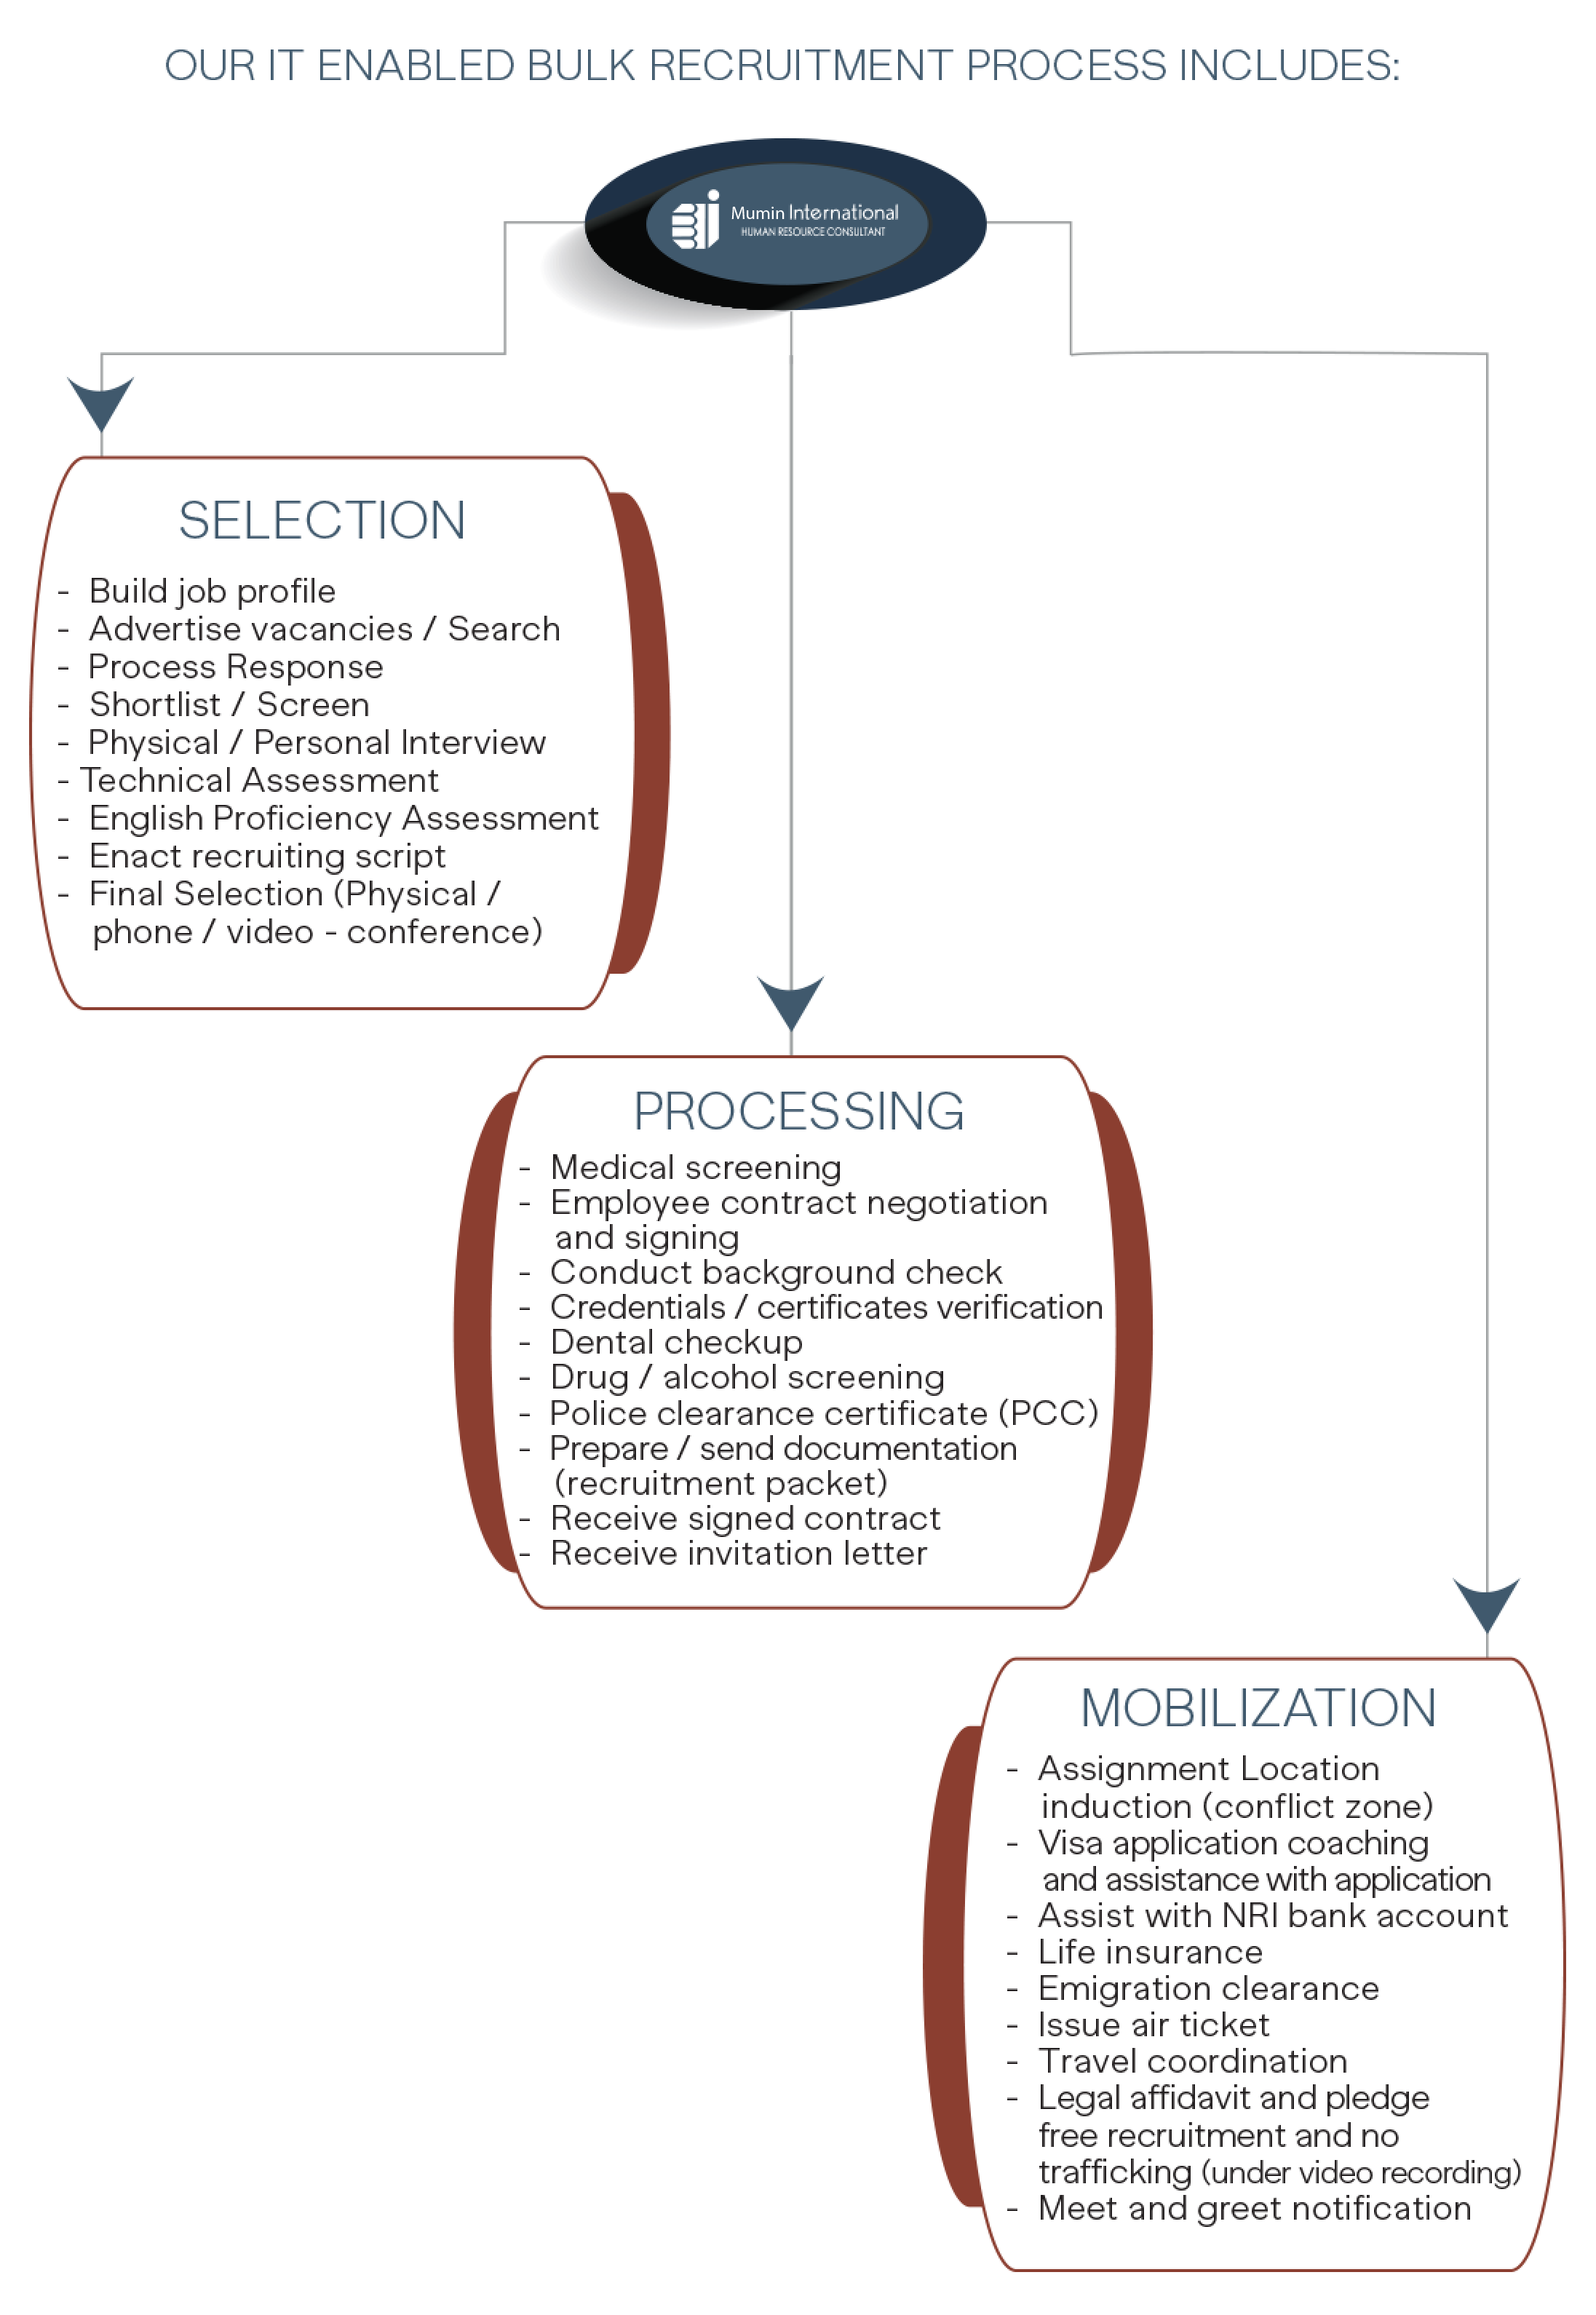 OUR IT ENABLED BULK RECRUITMENT PROCESS INCLUDES:
Mumin International
HUMAN RESOURCE CONSULTANT
SELECTION
- Build job profile
- Advertise vacancies / Search
- Process Response
- Shortlist / Screen
- Physical / Personal Interview
- Technical Assessment
- English Proficiency Assessment
- Enact recruiting script
- Final Selection (Physical /
phone / video - conference)
PROCESSING
- Medical screening
- Employee contract negotiation
and signing
- Conduct background check
- Credentials / certificates verification
- Dental checkup
- Drug / alcohol screening
- Police clearance certificate (PCC)
- Prepare / send documentation
(recruitment packet)
- Receive signed contract
- Receive invitation letter
MOBILIZATION
- Assignment Location
induction (conflict zone)
- Visa application coaching
and assistance with application
- Assist with NRI bank account
- Life insurance
- Emigration clearance
- Issue air ticket
- Travel coordination
- Legal affidavit and pledge
free recruitment and no
trafficking (under video recording)
- Meet and greet notification